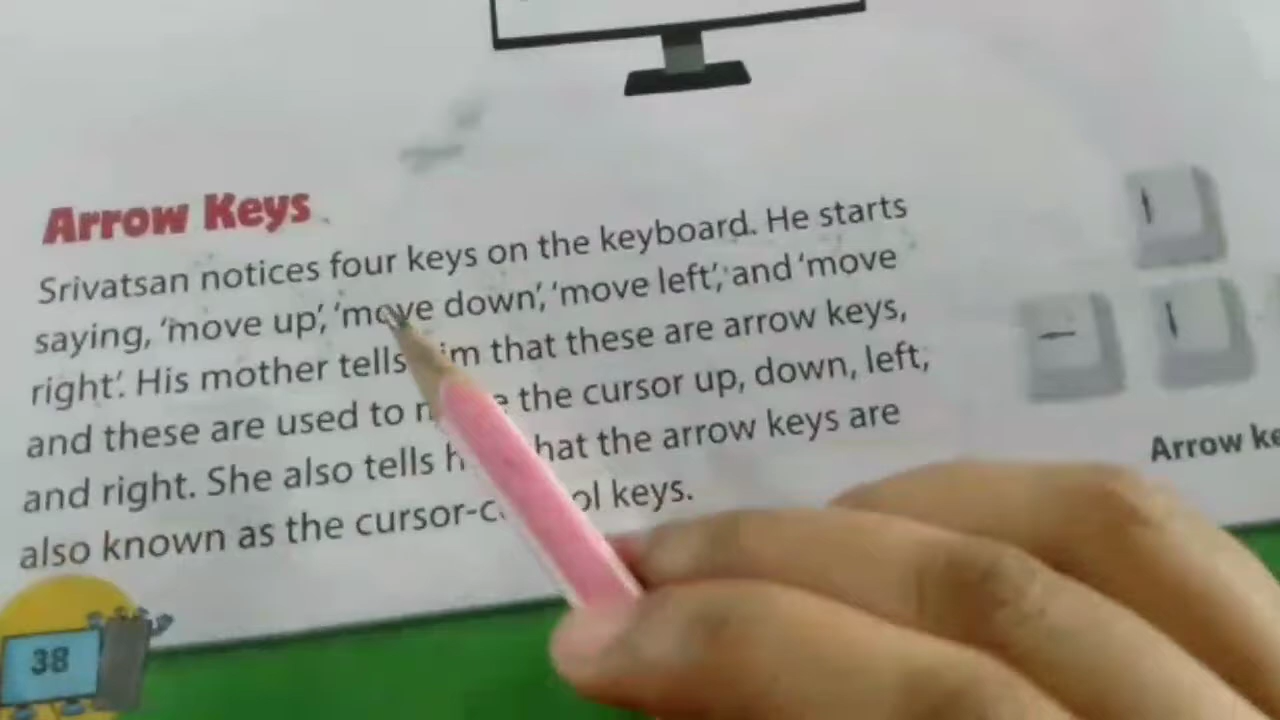 Arrow Keys
Srivatsan notices four keys on the keyboard. He starts
saying, ‘move up’, ‘move down’, ‘move left’, and ‘move
right’. His mother tells that these are arrow keys,
and these are used to the cursor up, down, left,
and right. She also tells that the arrow keys are
also known as the cursor-control keys.
Arrow
38